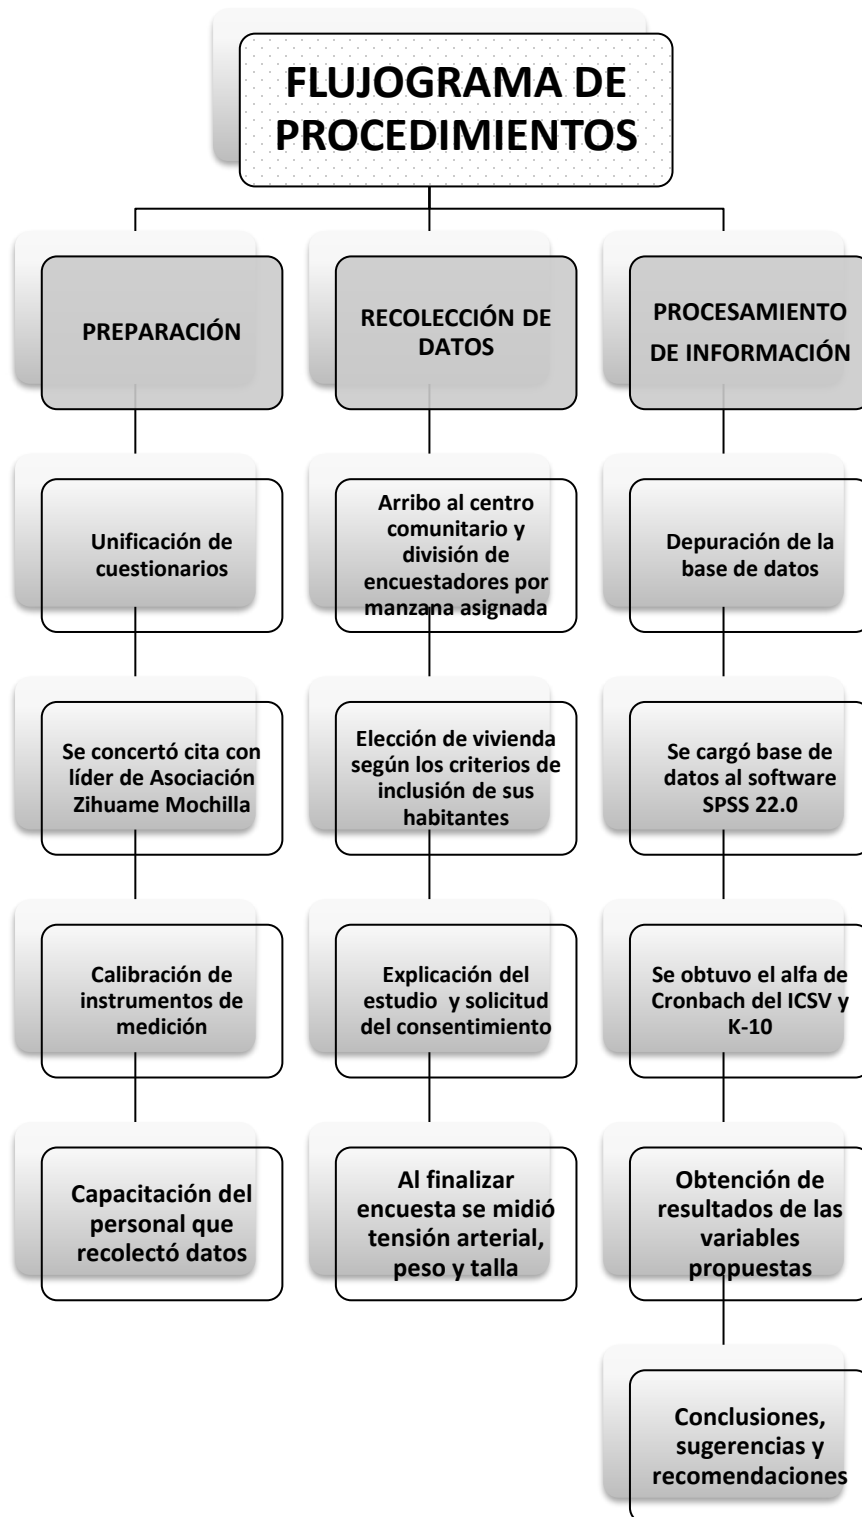 FLUJOGRAMA DE
PROCEDIMIENTOS
PREPARACIÓN
Unificación de
cuestionarios
Se concertó cita con
líder de Asociación
Zihuame Mochilla
Calibración de
instrumentos de
medición
Capacitación del
personal que
recolectó datos
RECOLECCIÓN DE
DATOS
Arribo al centro
comunitario y
división de
encuestadores por
manzana asignada
Elección de vivienda
según los criterios de
inclusión de sus
habitantes
Explicación del
estudio y solicitud
del consentimiento
Al finalizar
encuesta se midió
tensión arterial,
peso y talla
PROCESAMIENTO
DE INFORMACIÓN
Depuración de la
base de datos
Se cargó base de
datos al software
SPSS 22.0
Se obtuvo el alfa de
Cronbach del ICSV y
K-10
Obtención de
resultados de las
variables
propuestas
Conclusiones,
sugerencias y
recomendaciones